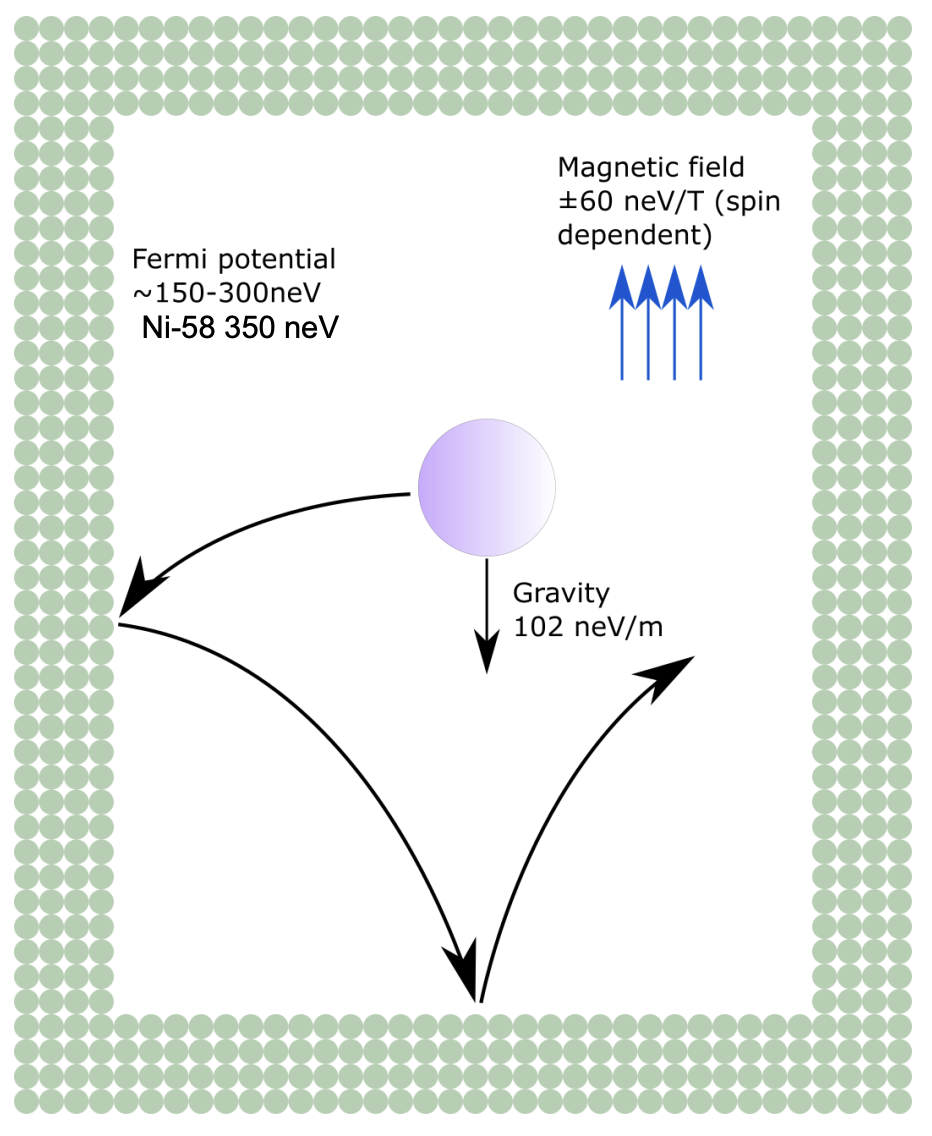 Magnetic field
±60 neV/T (spin
dependent)
Fermi potential
~150-300neV
Ni-58 350 neV
Gravity
102 neV/m